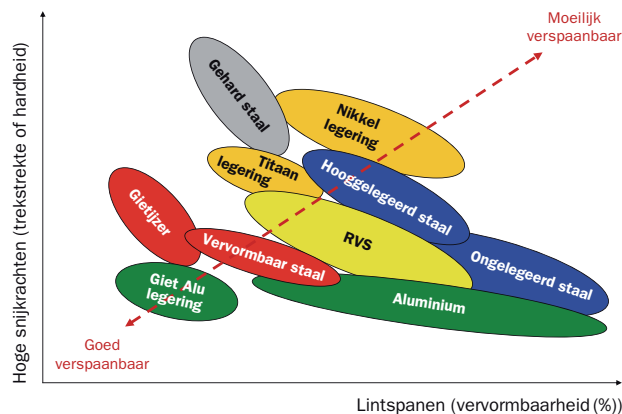 Moeilijk
verspaanbaar
Hoge snijkrachten (trekstrekte of hardheid)
Gehard staal
Nikkel
legering
Titaan
legering
Hooggelegeerd staal
Gietijzer
Vervormbaar staal
RVS
Ongelegeerd staal
Giet Alu
legering
Aluminium
Goed
verspaanbaar
Lintspanen (vervormbaarheid (%))